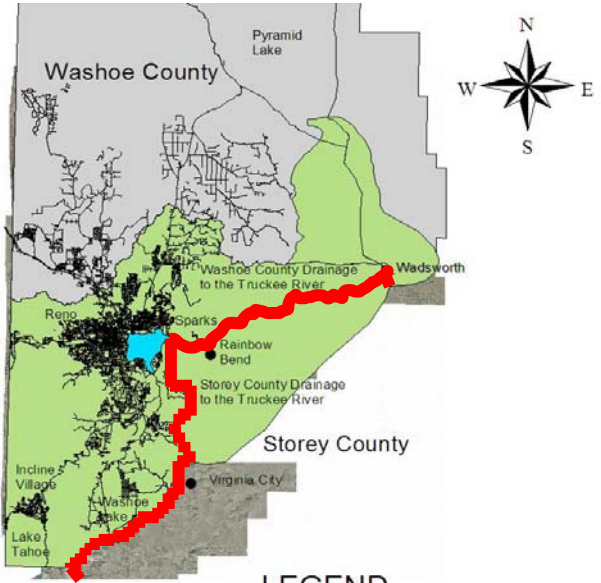 Pyramid
Lake
Washoe County
N
W
E
S
Washoe County Drainage
to the Truckee River
Wadsworth
Reno
Sparks
Rainbow
Bend
Storey County Drainage
to the Truckee River
Storey County
Incline
Village
Virginia City
Washoe
Lake
Lake
Tahoe
LEGEND